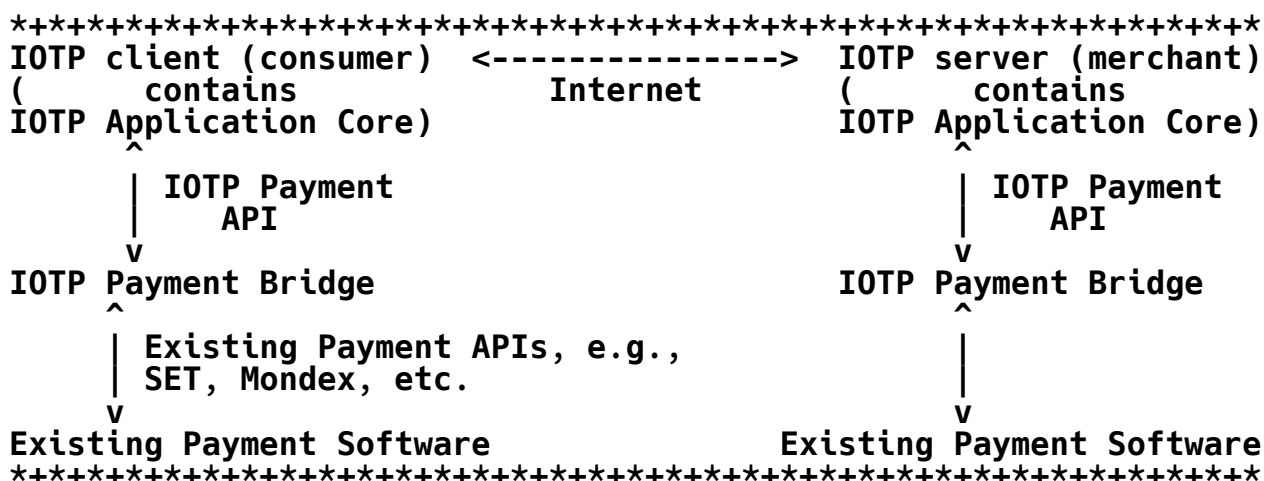 *+*+*+*+*+*+*+*+*+*+*+*+*+*+*+*+*+*+*+*+*+*+*+*+*+*+*+*+*+*+*+*+*
IOTP client (consumer)  <--------------->  IOTP server (merchant)
(      contains             Internet       (      contains
IOTP Application Core)                     IOTP Application Core)
      ^                                          ^
      | IOTP Payment                             | IOTP Payment
      |    API                                   |    API
      v                                          v
IOTP Payment Bridge                        IOTP Payment Bridge
     ^                                           ^
     | Existing Payment APIs, e.g.,              |
     | SET, Mondex, etc.                         |
     v                                           v
Existing Payment Software               Existing Payment Software
*+*+*+*+*+*+*+*+*+*+*+*+*+*+*+*+*+*+*+*+*+*+*+*+*+*+*+*+*+*+*+*+*